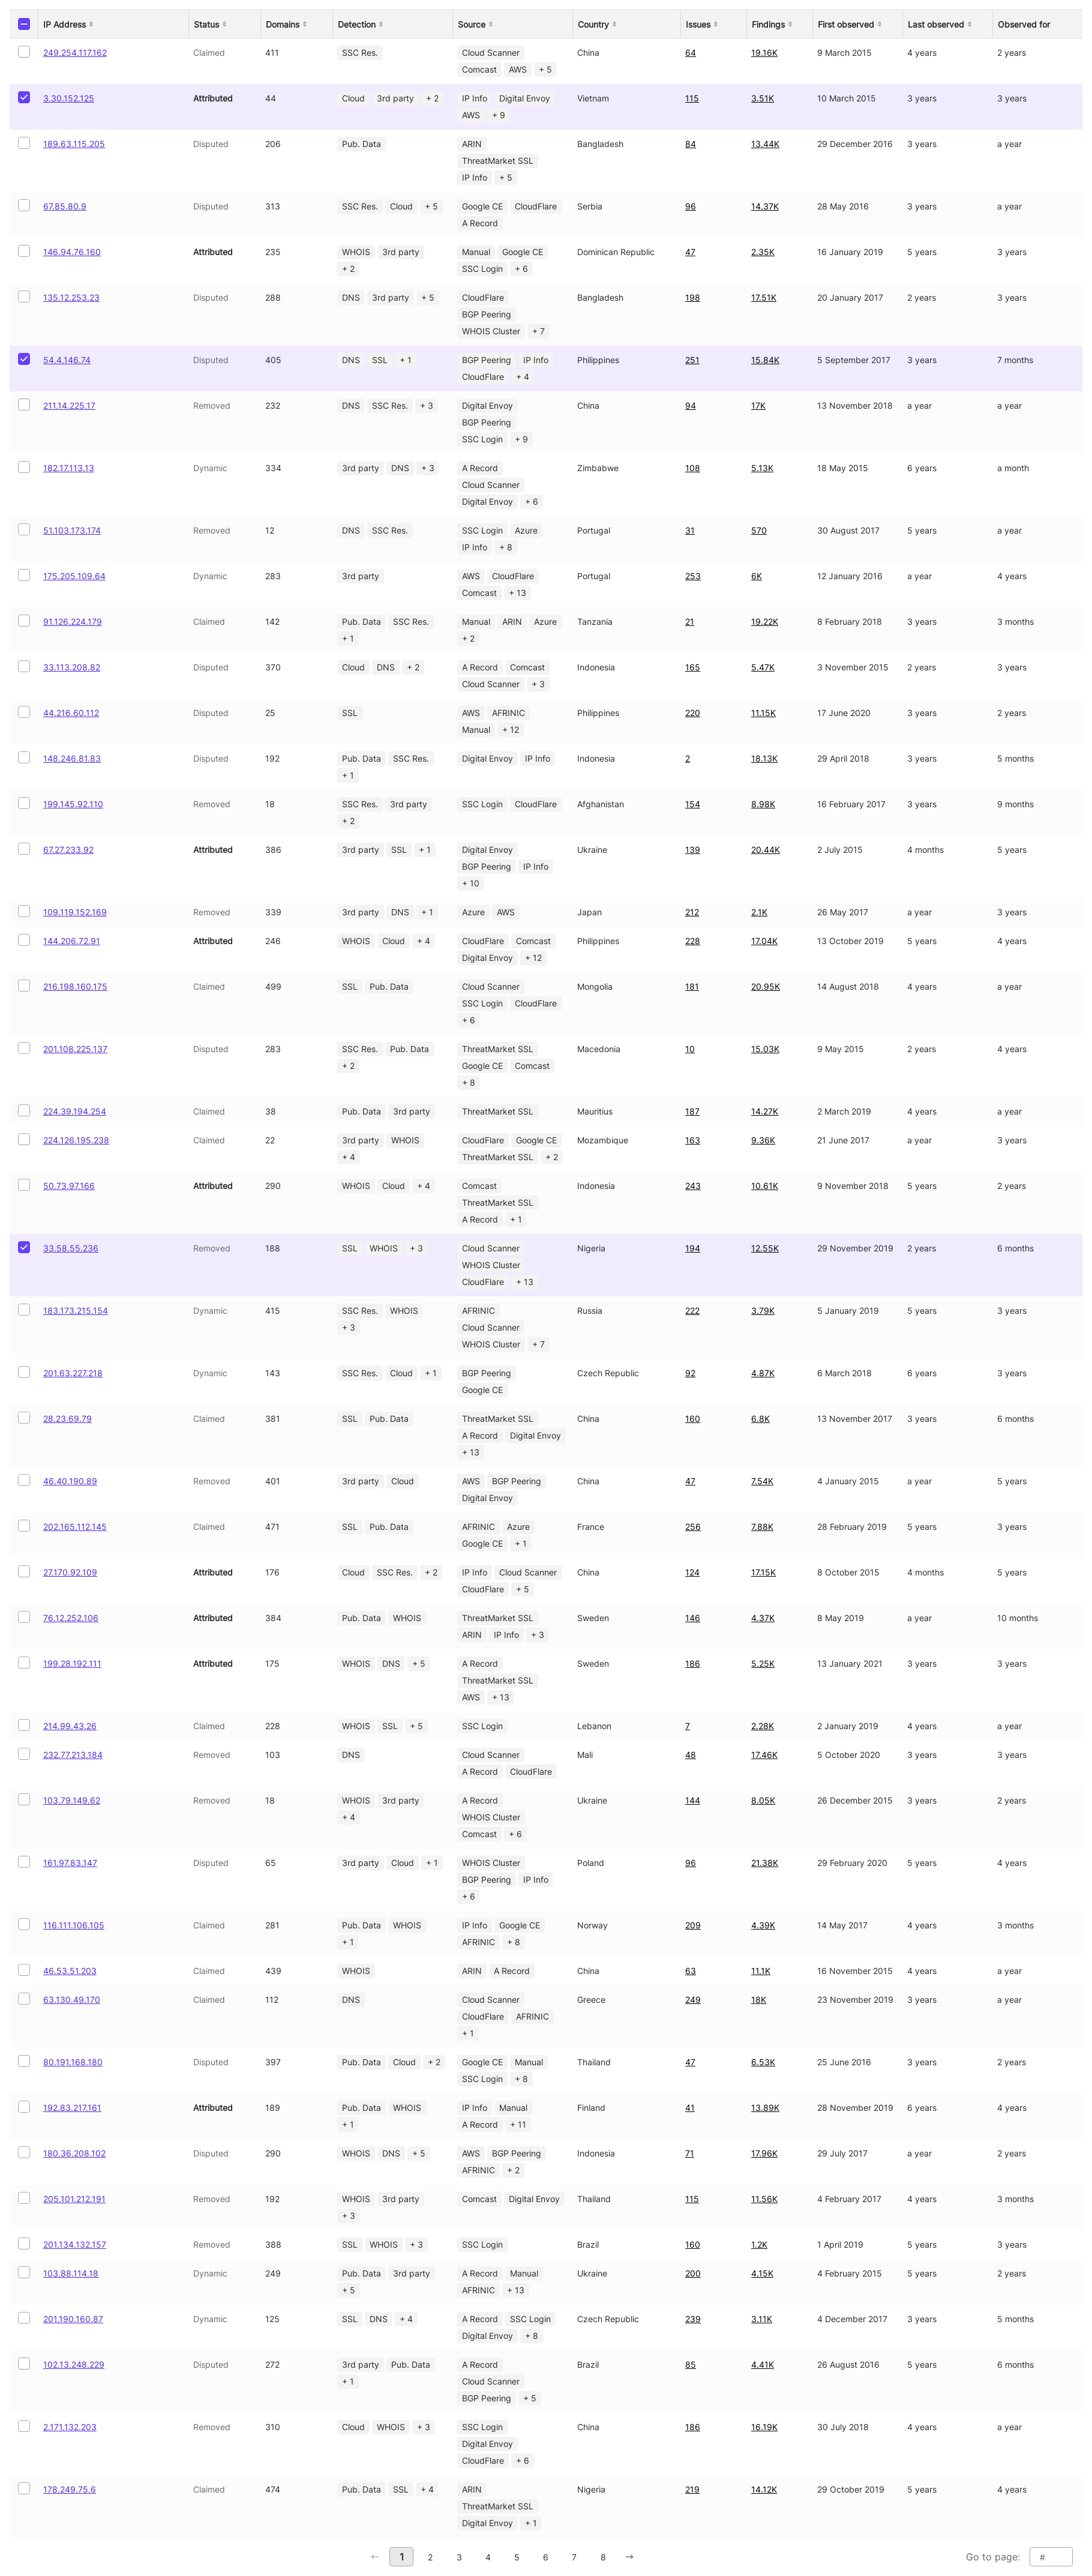 IP Address Status Domains Detection Source Country Issues Findings First observed Last observed Observed for
249.254.117.162 Claimed 411 SSC Res. Cloud Scanner China 64 19.16K 9 March 2015 4 years 2 years
Comcast AWS + 5
3.30.152.125 Attributed 44 Cloud 3rd party + 2 IP Info Digital Envoy Vietnam 115 3.51K 10 March 2015 3 years 3 years
AWS + 9
189.63.115.205 Disputed 206 Pub. Data ARIN Bangladesh 84 13.44K 29 December 2016 3 years a year
ThreatMarket SSL
IP Info + 5
67.85.80.9 Disputed 313 SSC Res. Cloud + 5 Google CE CloudFlare Serbia 96 14.37K 28 May 2016 3 years a year
A Record
146.94.76.160 Attributed 235 WHOIS 3rd party Manual Google CE Dominican Republic 47 2.35K 16 January 2019 5 years 3 years
+ 2 SSC Login + 6
135.12.253.23 Disputed 288 DNS 3rd party + 5 CloudFlare Bangladesh 198 17.51K 20 January 2017 2 years 3 years
BGP Peering
WHOIS Cluster + 7
54.4.146.74 Disputed 405 DNS SSL + 1 BGP Peering IP Info Philippines 251 15.84K 5 September 2017 3 years 7 months
CloudFlare + 4
211.14.225.17 Removed 232 DNS SSC Res. + 3 Digital Envoy China 94 17K 13 November 2018 a year a year
BGP Peering
SSC Login + 9
182.17.113.13 Dynamic 334 3rd party DNS + 3 A Record Zimbabwe 108 5.13K 18 May 2015 6 years a month
Cloud Scanner
Digital Envoy + 6
51.103.173.174 Removed 12 DNS SSC Res. SSC Login Azure Portugal 31 570 30 August 2017 5 years a year
IP Info + 8
175.205.109.64 Dynamic 283 3rd party AWS CloudFlare Portugal 253 6K 12 January 2016 a year 4 years
Comcast + 13
91.126.224.179 Claimed 142 Pub. Data SSC Res. Manual ARIN Azure Tanzania 21 19.22K 8 February 2018 3 years 3 months
+ 1 + 2
33.113.208.82 Disputed 370 Cloud DNS + 2 A Record Comcast Indonesia 165 5.47K 3 November 2015 2 years 3 years
Cloud Scanner + 3
44.216.60.112 Disputed 25 SSL AWS AFRINIC Philippines 220 11.15K 17 June 2020 3 years 2 years
Manual + 12
148.246.81.83 Disputed 192 Pub. Data SSC Res. Digital Envoy IP Info Indonesia 2 18.13K 29 April 2018 3 years 5 months
+ 1
199.145.92.110 Removed 18 SSC Res. 3rd party SSC Login CloudFlare Afghanistan 154 8.98K 16 February 2017 3 years 9 months
+ 2
67.27.233.92 Attributed 386 3rd party SSL + 1 Digital Envoy Ukraine 139 20.44K 2 July 2015 4 months 5 years
BGP Peering IP Info
+ 10
109.119.152.169 Removed 339 3rd party DNS + 1 Azure AWS Japan 212 2.1K 26 May 2017 a year 3 years
144.206.72.91 Attributed 246 WHOIS Cloud + 4 CloudFlare Comcast Philippines 228 17.04K 13 October 2019 5 years 4 years
Digital Envoy + 12
216.198.160.175 Claimed 499 SSL Pub. Data Cloud Scanner Mongolia 181 20.95K 14 August 2018 4 years a year
SSC Login CloudFlare
+ 6
201.108.225.137 Disputed 283 SSC Res. Pub. Data ThreatMarket SSL Macedonia 10 15.03K 9 May 2015 2 years 4 years
+ 2 Google CE Comcast
+ 8
224.39.194.254 Claimed 38 Pub. Data 3rd party ThreatMarket SSL Mauritius 187 14.27K 2 March 2019 4 years a year
224.126.195.238 Claimed 22 3rd party WHOIS CloudFlare Google CE Mozambique 163 9.36K 21 June 2017 a year 3 years
+ 4 ThreatMarket SSL + 2
50.73.97.166 Attributed 290 WHOIS Cloud + 4 Comcast Indonesia 243 10.61K 9 November 2018 5 years 2 years
ThreatMarket SSL
A Record + 1
33.58.55.236 Removed 188 SSL WHOIS + 3 Cloud Scanner Nigeria 194 12.55K 29 November 2019 2 years 6 months
WHOIS Cluster
CloudFlare + 13
183.173.215.154 Dynamic 415 SSC Res. WHOIS AFRINIC Russia 222 3.79K 5 January 2019 5 years 3 years
+ 3 Cloud Scanner
WHOIS Cluster + 7
201.63.227.218 Dynamic 143 SSC Res. Cloud + 1 BGP Peering Czech Republic 92 4.87K 6 March 2018 6 years 3 years
Google CE
28.23.69.79 Claimed 381 SSL Pub. Data ThreatMarket SSL China 160 6.8K 13 November 2017 3 years 6 months
A Record Digital Envoy
+ 13
46.40.190.89 Removed 401 3rd party Cloud AWS BGP Peering China 47 7.54K 4 January 2015 a year 5 years
Digital Envoy
202.165.112.145 Claimed 471 SSL Pub. Data AFRINIC Azure France 256 7.88K 28 February 2019 5 years 3 years
Google CE + 1
27.170.92.109 Attributed 176 Cloud SSC Res. + 2 IP Info Cloud Scanner China 124 17.15K 8 October 2015 4 months 5 years
CloudFlare + 5
76.12.252.106 Attributed 384 Pub. Data WHOIS ThreatMarket SSL Sweden 146 4.37K 8 May 2019 a year 10 months
ARIN IP Info + 3
199.28.192.111 Attributed 175 WHOIS DNS + 5 A Record Sweden 186 5.25K 13 January 2021 3 years 3 years
ThreatMarket SSL
AWS + 13
214.99.43.26 Claimed 228 WHOIS SSL + 5 SSC Login Lebanon 7 2.28K 2 January 2019 4 years a year
232.77.213.184 Removed 103 DNS Cloud Scanner Mali 48 17.46K 5 October 2020 3 years 3 years
A Record CloudFlare
103.79.149.62 Removed 18 WHOIS 3rd party A Record Ukraine 144 8.05K 26 December 2015 3 years 2 years
+ 4 WHOIS Cluster
Comcast + 6
161.97.83.147 Disputed 65 3rd party Cloud + 1 WHOIS Cluster Poland 96 21.38K 29 February 2020 5 years 4 years
BGP Peering IP Info
+ 6
116.111.106.105 Claimed 281 Pub. Data WHOIS IP Info Google CE Norway 209 4.39K 14 May 2017 4 years 3 months
+ 1 AFRINIC + 8
46.53.51.203 Claimed 439 WHOIS ARIN A Record China 63 11.1K 16 November 2015 4 years a year
63.130.49.170 Claimed 112 DNS Cloud Scanner Greece 249 18K 23 November 2019 3 years a year
CloudFlare AFRINIC
+ 1
80.191.168.180 Disputed 397 Pub. Data Cloud + 2 Google CE Manual Thailand 47 6.53K 25 June 2016 3 years 2 years
SSC Login + 8
192.83.217.161 Attributed 189 Pub. Data WHOIS IP Info Manual Finland 41 13.89K 28 November 2019 6 years 4 years
+ 1 A Record + 11
180.36.208.102 Disputed 290 WHOIS DNS + 5 AWS BGP Peering Indonesia 71 17.96K 29 July 2017 a year 2 years
AFRINIC + 2
205.101.212.191 Removed 192 WHOIS 3rd party Comcast Digital Envoy Thailand 115 11.56K 4 February 2017 4 years 3 months
+ 3
201.134.132.157 Removed 388 SSL WHOIS + 3 SSC Login Brazil 160 1.2K 1 April 2019 5 years 3 years
103.88.114.18 Dynamic 249 Pub. Data 3rd party A Record Manual Ukraine 200 4.15K 4 February 2015 5 years 2 years
+ 5 AFRINIC + 13
201.190.160.87 Dynamic 125 SSL DNS + 4 A Record SSC Login Czech Republic 239 3.11K 4 December 2017 3 years 5 months
Digital Envoy + 8
102.13.248.229 Disputed 272 3rd party Pub. Data A Record Brazil 85 4.41K 26 August 2016 5 years 6 months
+ 1 Cloud Scanner
BGP Peering + 5
2.171.132.203 Removed 310 Cloud WHOIS + 3 SSC Login China 186 16.19K 30 July 2018 4 years a year
Digital Envoy
CloudFlare + 6
178.249.75.6 Claimed 474 Pub. Data SSL + 4 ARIN Nigeria 219 14.12K 29 October 2019 5 years 4 years
ThreatMarket SSL
Digital Envoy + 1
← 1 2 3 4 5 6 7 8 → Go to page: #